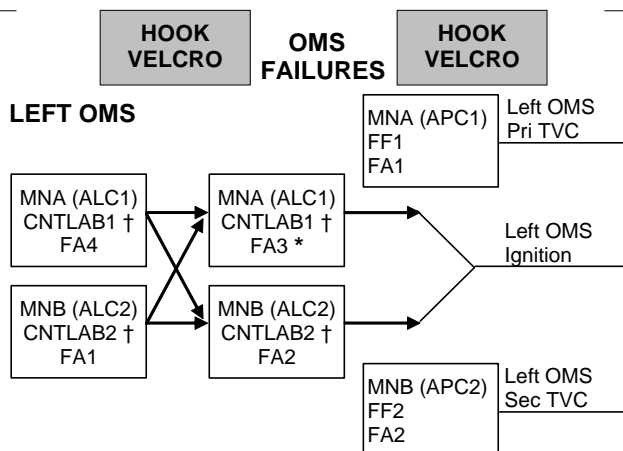 HOOK
VELCRO
OMS
FAILURES
HOOK
VELCRO
LEFT OMS
MNA (APC1)
FF1
FA1
Left OMS
Pri TVC
MNA (ALC1)
CNTLAB1 †
FA4
MNA (ALC1)
CNTLAB1 †
FA3 *
Left OMS
Ignition
MNB (ALC2)
CNTLAB2 †
FA1
MNB (ALC2)
CNTLAB2 †
FA2
MNB (APC2)
FF2
FA2
Left OMS
Sec TVC